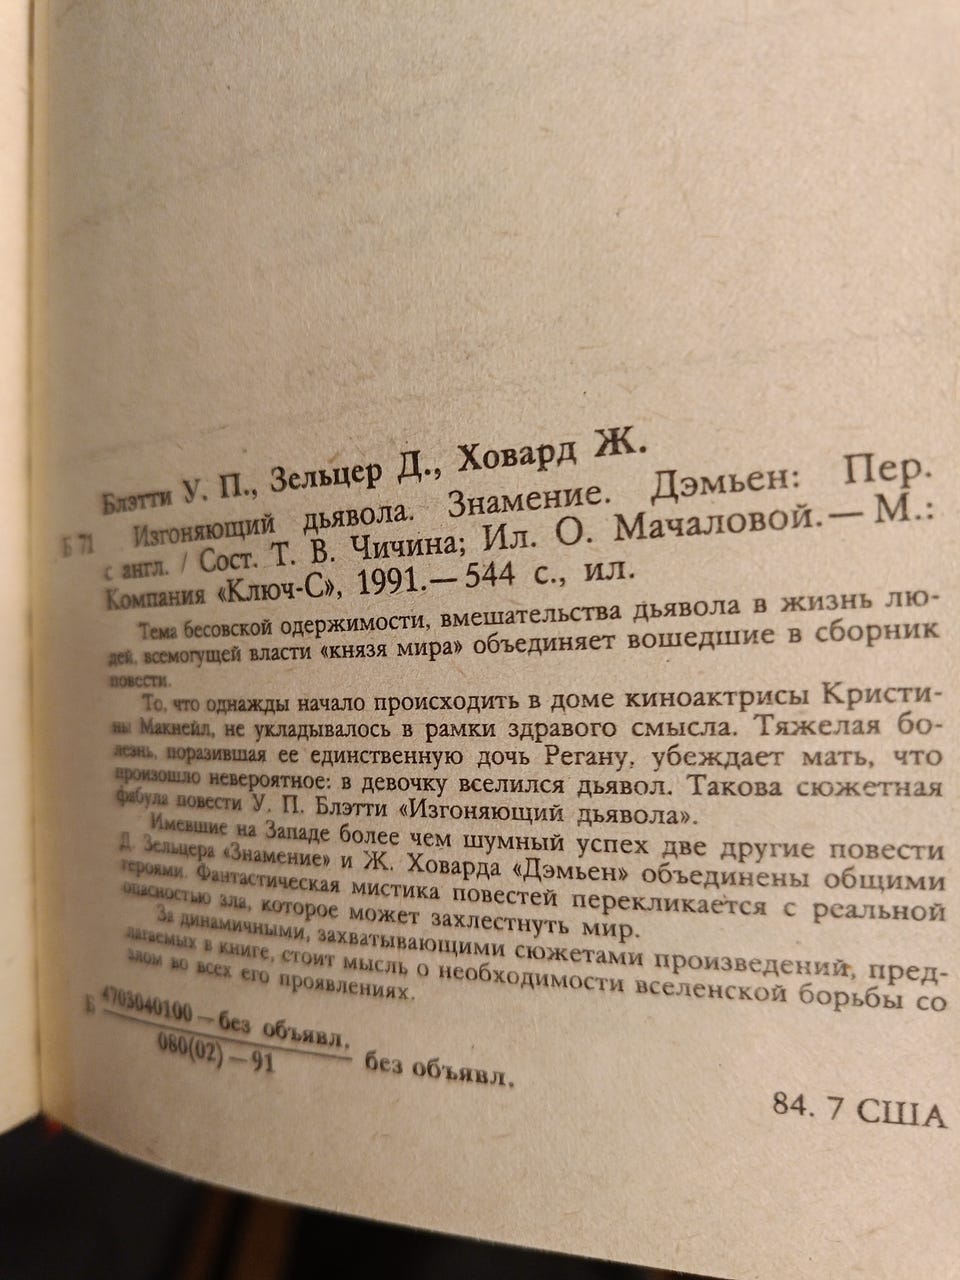 Блэтти У. П., Зельцер Д., Ховард Ж.
Б 71 Изгоняющий дьявола. Знамение. Дэмьен: Пер.
с англ. / Сост. Т. В. Чичина; Ил. О. Мачаловой.— М.:
Компания «Ключ-С», 1991.— 544 с., ил.
Тема бесовской одержимости, вмешательства дьявола в жизнь лю-
дей, всемогущей власти «князя мира» объединяет вошедшие в сборник
повести.
То, что однажды начало происходить в доме киноактрисы Кристи-
ны Макнейл, не укладывалось в рамки здравого смысла. Тяжелая бо-
лезнь, поразившая ее единственную дочь Регану, убеждает мать, что
произошло невероятное: в девочку вселился дьявол. Такова сюжетная
фабула повести У. П. Блэтти «Изгоняющий дьявола».
Имевшие на Западе более чем шумный успех две другие повести
Д. Зельцера «Знамение» и Ж. Ховарда «Дэмьен» объединены общими
героями. Фантастическая мистика повестей перекликается с реальной
опасностью зла, которое может захлестнуть мир.
За динамичными, захватывающими сюжетами произведений, пред-
лагаемых в книге, стоит мысль о необходимости вселенской борьбы со
злом во всех его проявлениях.
Б 4703040100 — без объявл.
080(02) — 91 без объявл.
84. 7 США